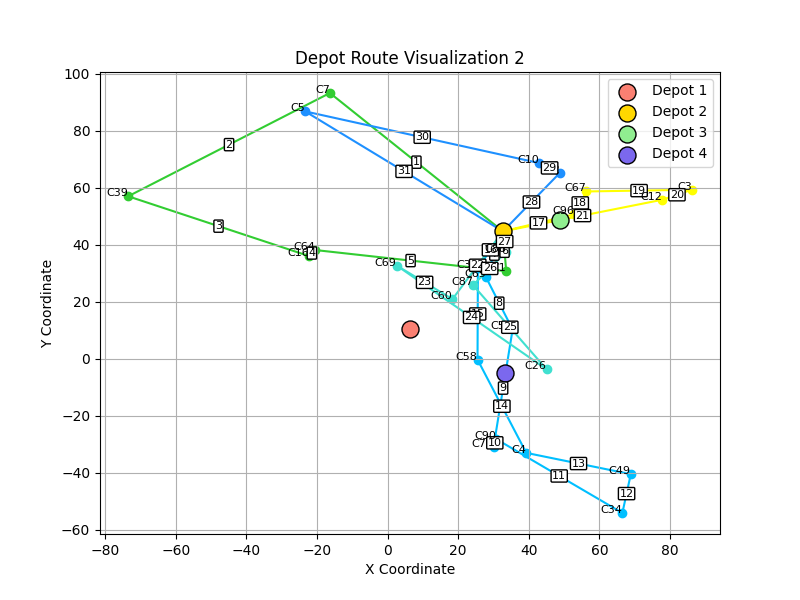 Depot Route Visualization 2
Y Coordinate
X Coordinate
100
80
60
40
20
0
−20
−40
−60
−80
−60
−40
−20
0
20
40
60
80
Depot 1
Depot 2
Depot 3
Depot 4
C7
C5
30
2
1
31
C10
29
C39
C67
19
C3
20
C12
28
18
C96
21
17
3
27
C64
4
5
C69
22
26
23
C87
C60
8
24
25
C58
C26
9
14
C90
10
C4
13
C49
11
12
C34